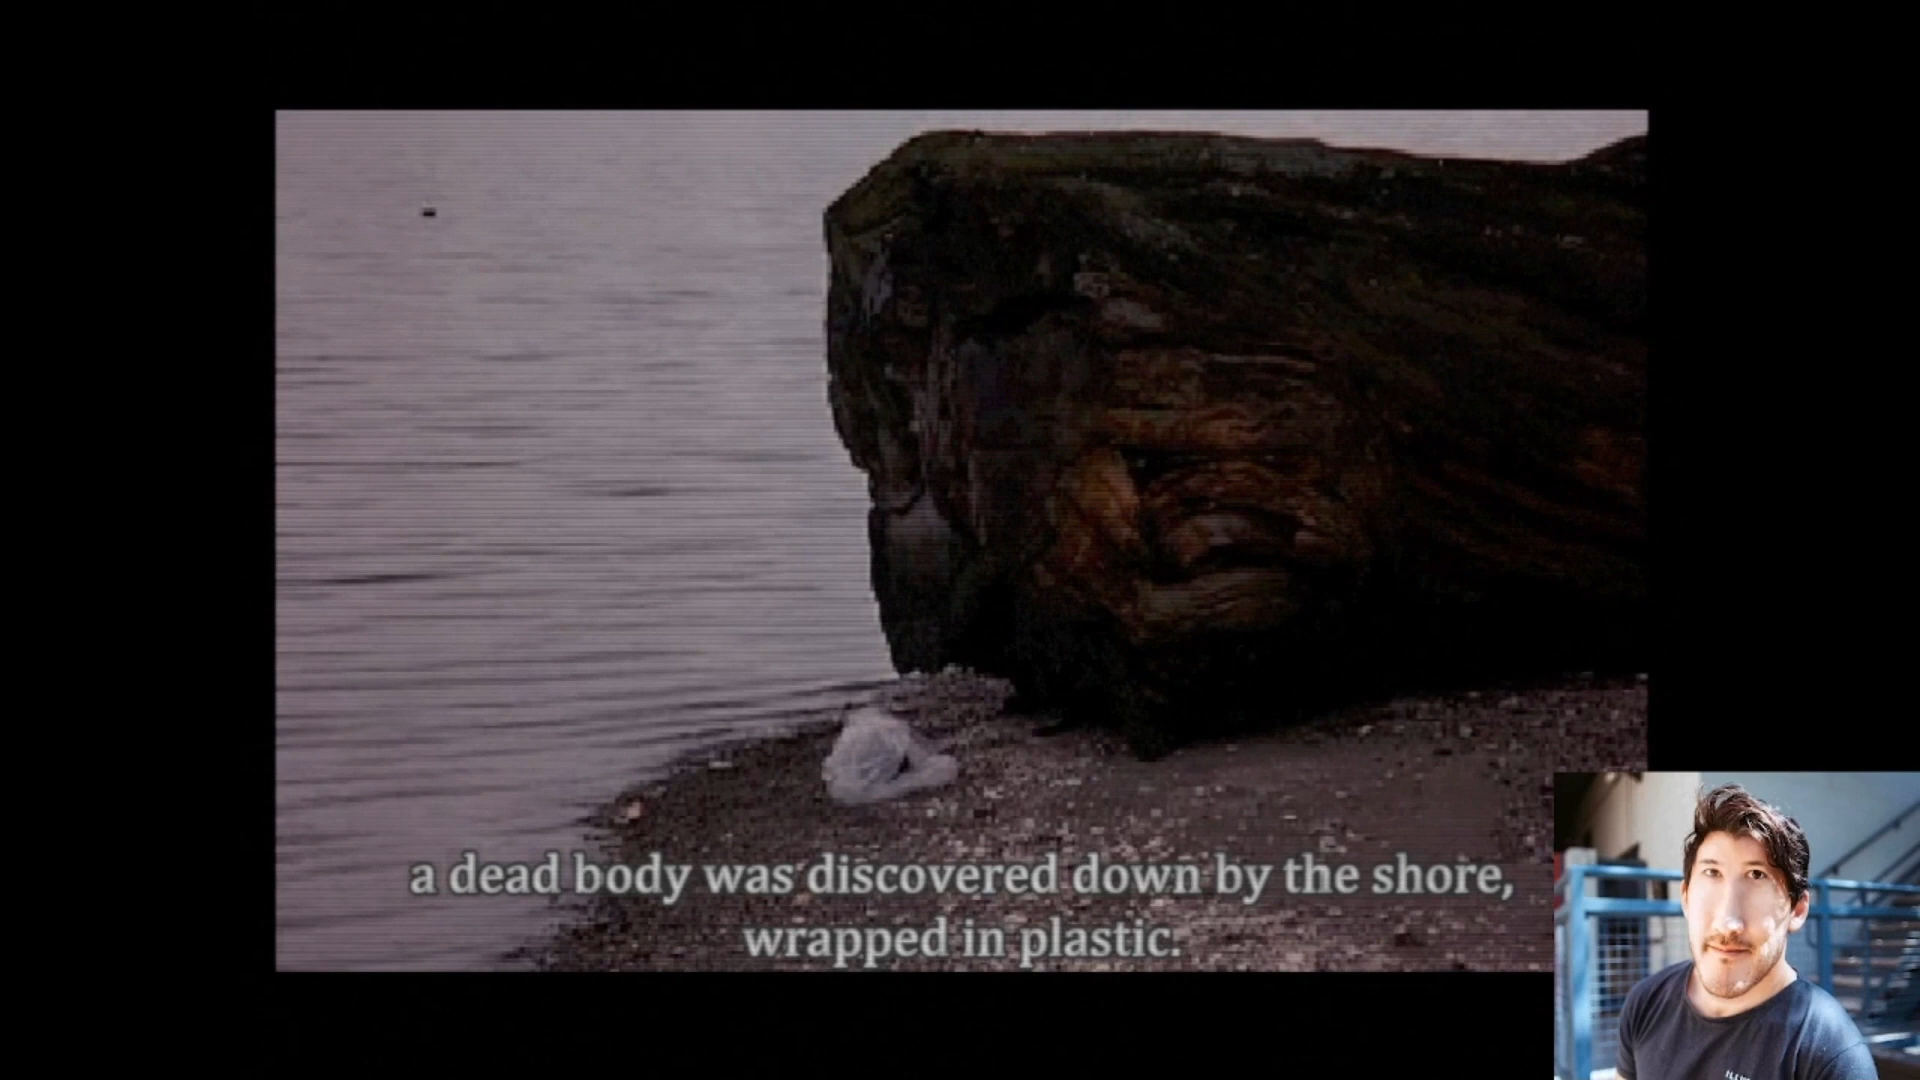 a dead body was discovered down by the shore,
wrapped in plastic.